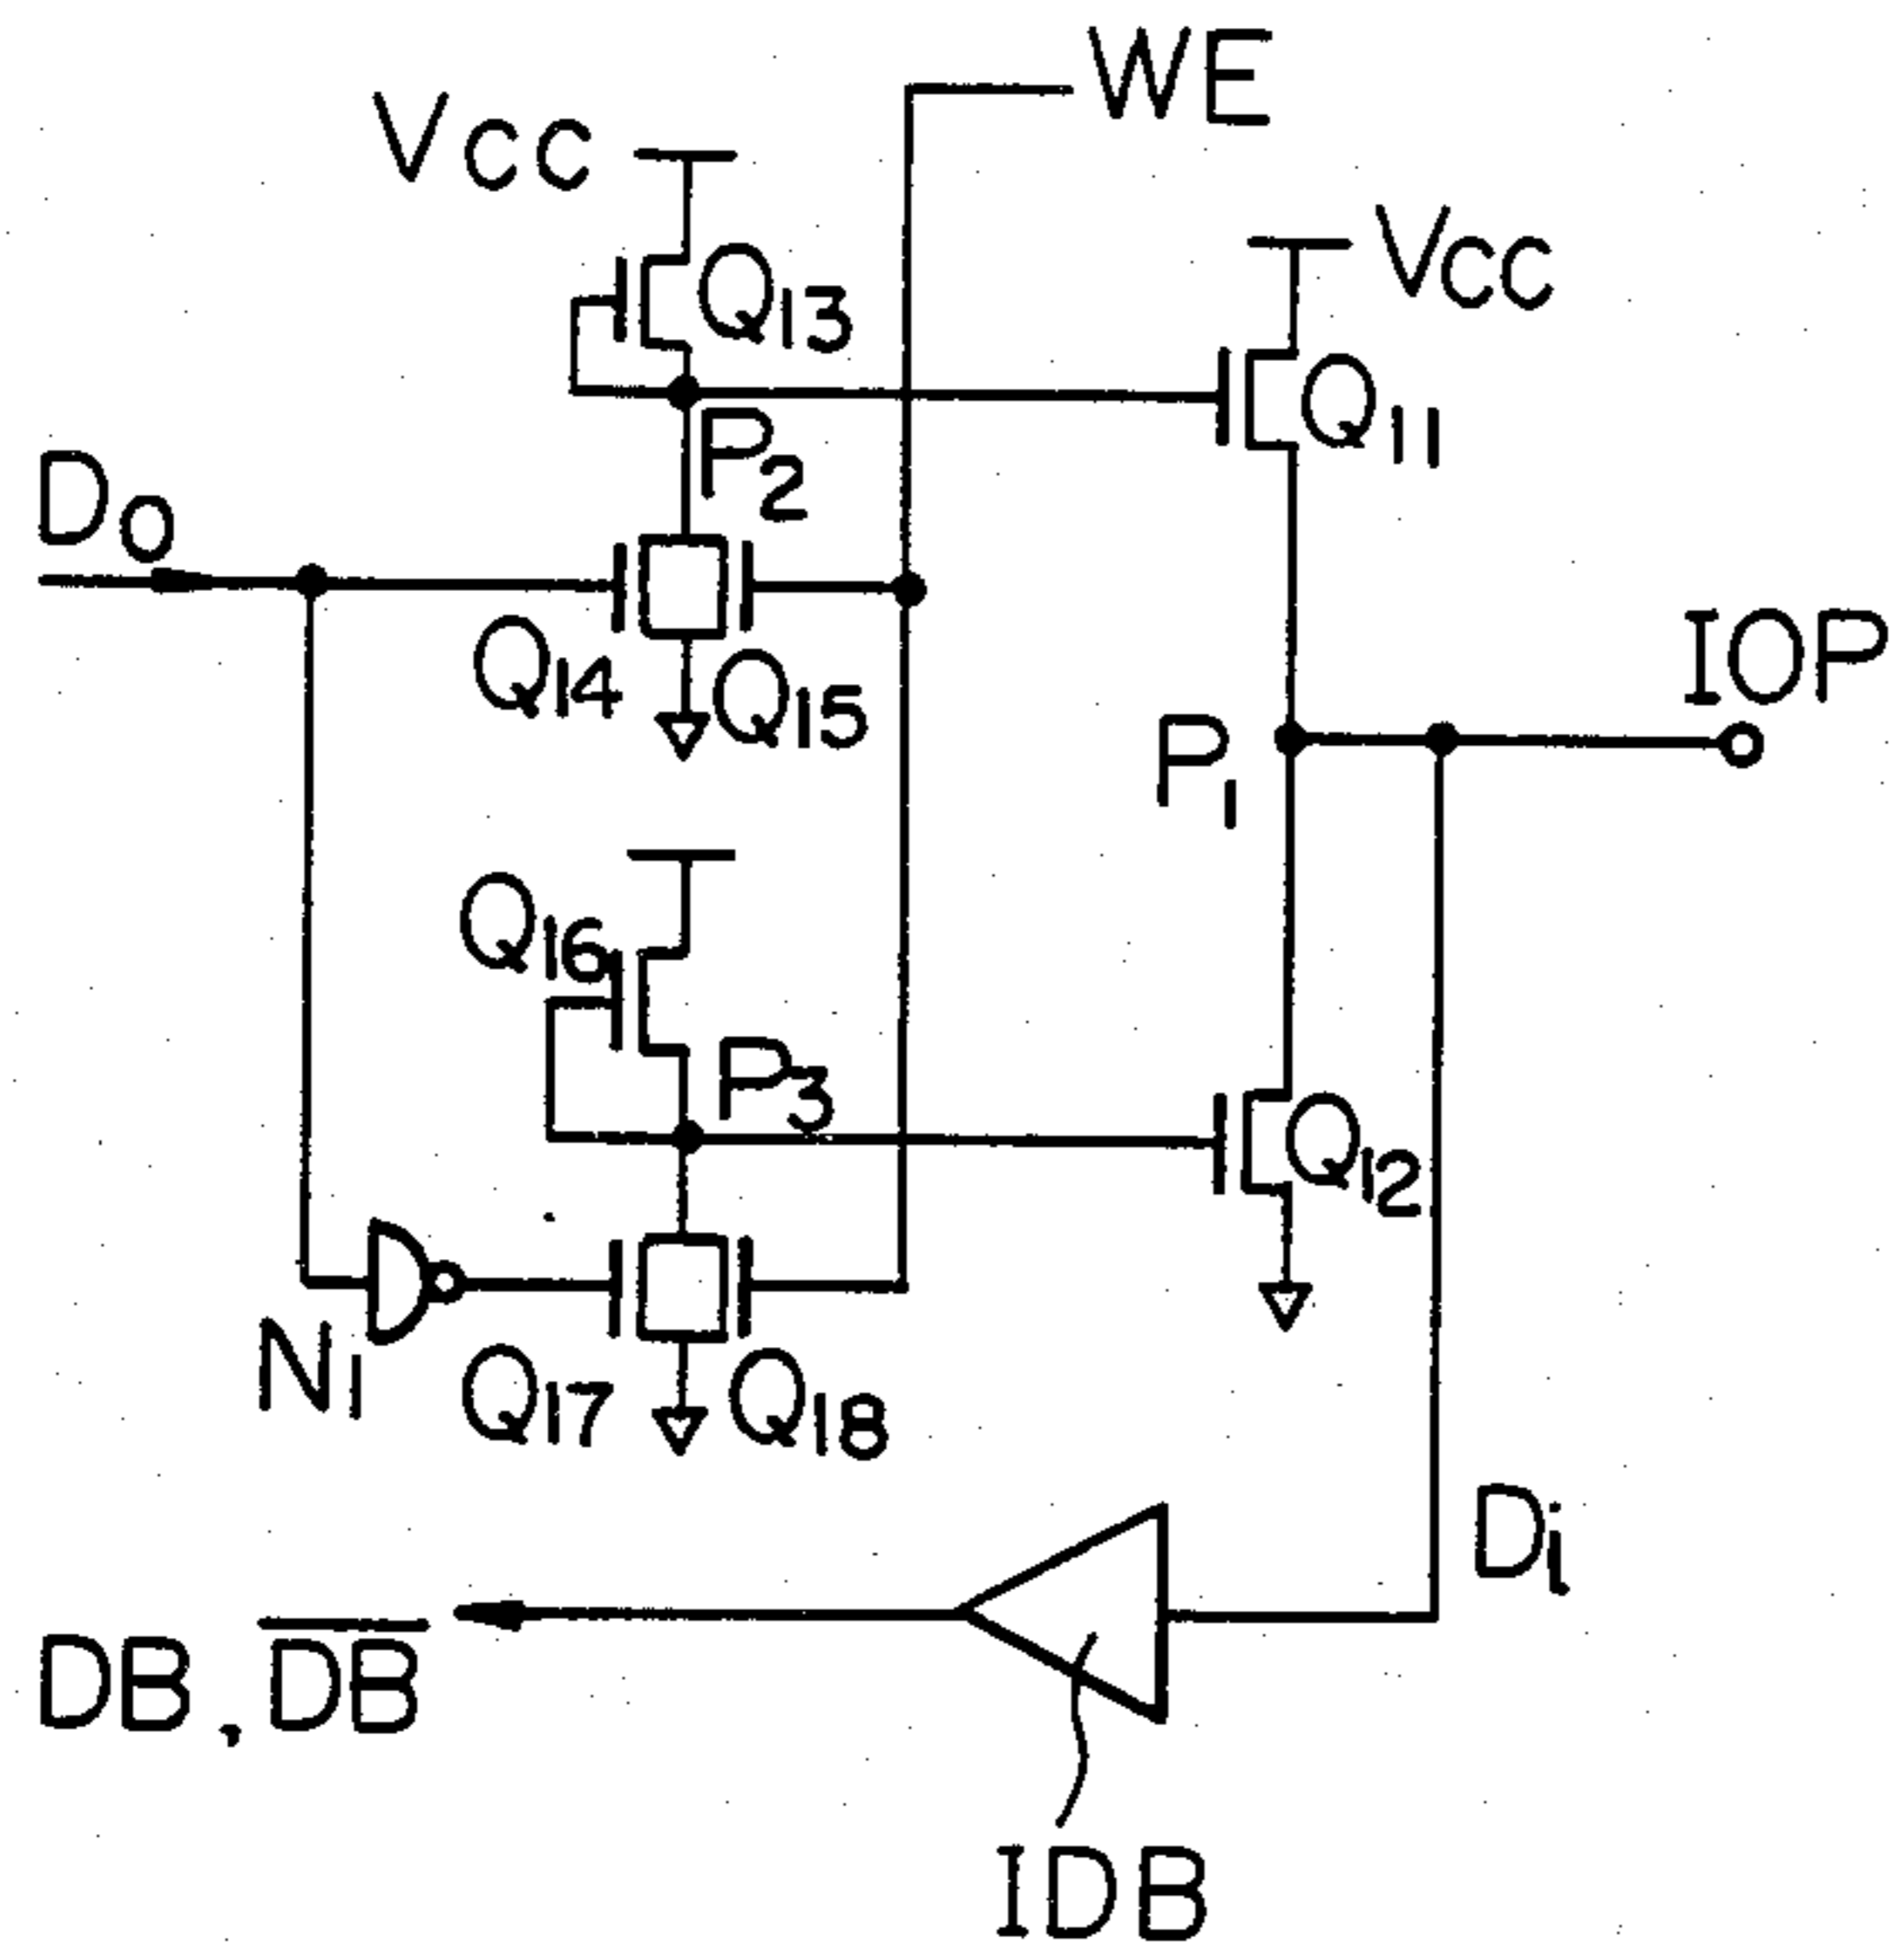 WE
Vcc
Vcc
Q13
Q11
P2
Do
IOP
Q14
Q15
P1
Q16
P3
Q12
N1
Q17
Q18
Di
DB, D̅B̅
IDB